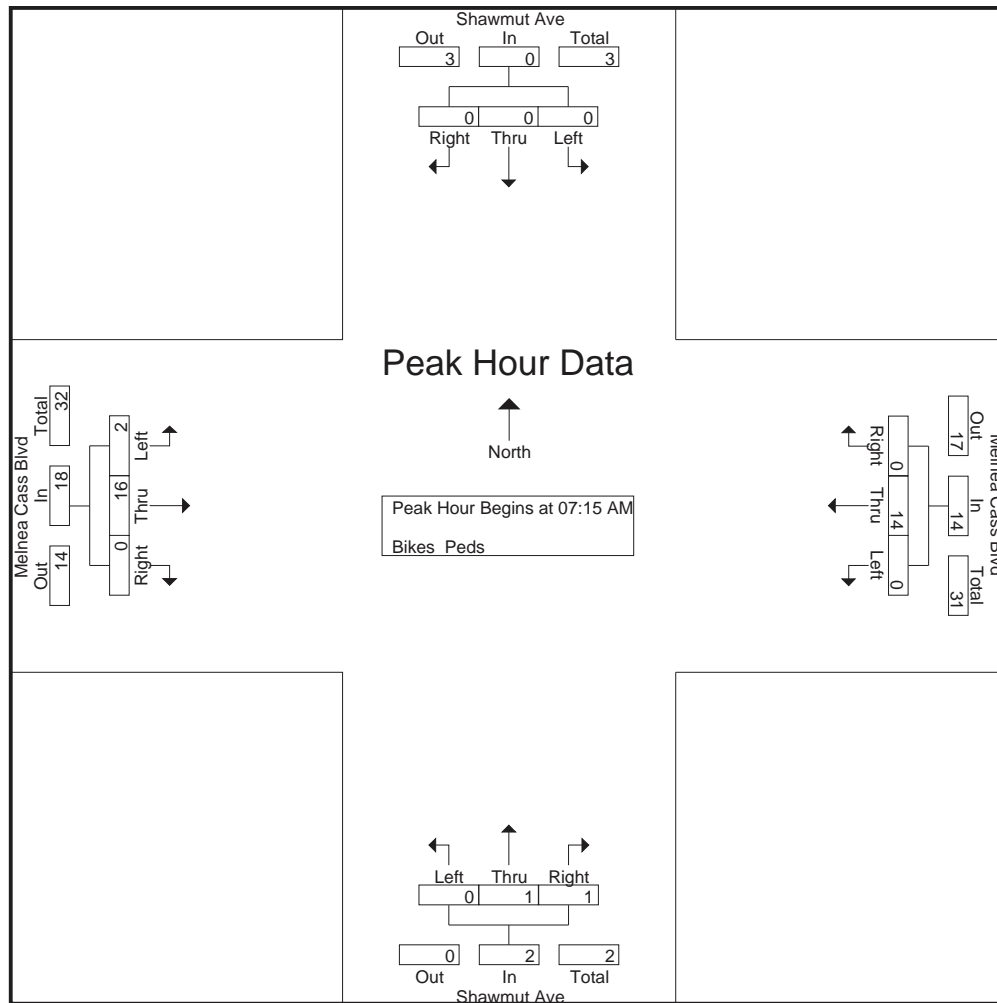 Shawmut Ave
Out In Total
3 0 3
0 0 0
Right Thru Left
Peak Hour Data
North
Peak Hour Begins at 07:15 AM
Bikes Peds
Melnea Cass Blvd
Out In Total
14 18 32
2 16 0
Left Thru Right
Right Thru Left
0 14 0
Out In Total
17 14 31
Melnea Cass Blvd
Left Thru Right
0 1 1
0 2 2
Out In Total
Shawmut Ave